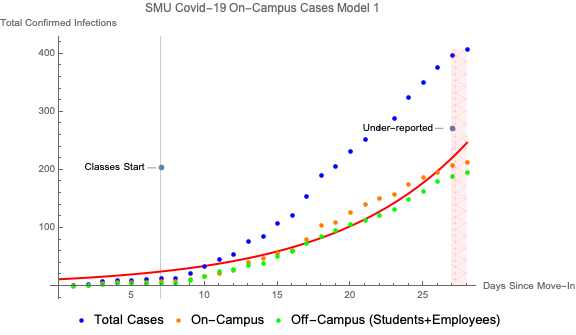 SMU Covid-19 On-Campus Cases Model 1
Total Confirmed Infections
400
300
Under-reported
Classes Start
200
100
5
10
15
20
25
Days Since Move-In
Total Cases
On-Campus
Off-Campus (Students+Employees)